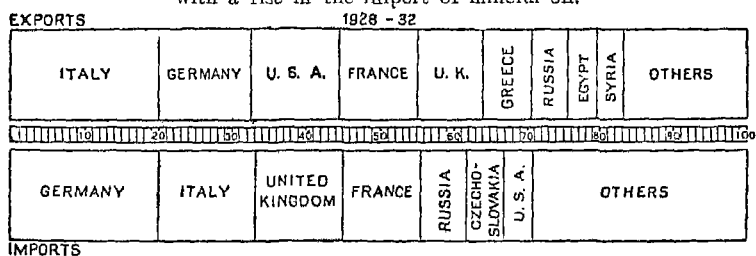 with a rise in the import of mineral oil.
EXPORTS 1928 - 32
ITALY GERMANY U. S. A. FRANCE U. K. GREECE RUSSIA EGYPT SYRIA OTHERS
10 20 30 40 50 60 70 80 90 100
GERMANY ITALY UNITED KINGDOM FRANCE RUSSIA CZECHO-SLOVAKIA U. S. A. OTHERS
IMPORTS